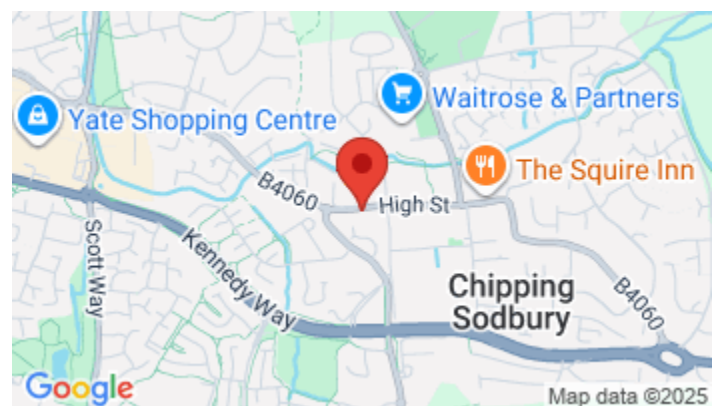 Waitrose & Partners
Yate Shopping Centre
The Squire Inn
B4060
High St
Scott Way
Kennedy Way
Chipping
Sodbury
B4060
Google
Map data ©2025